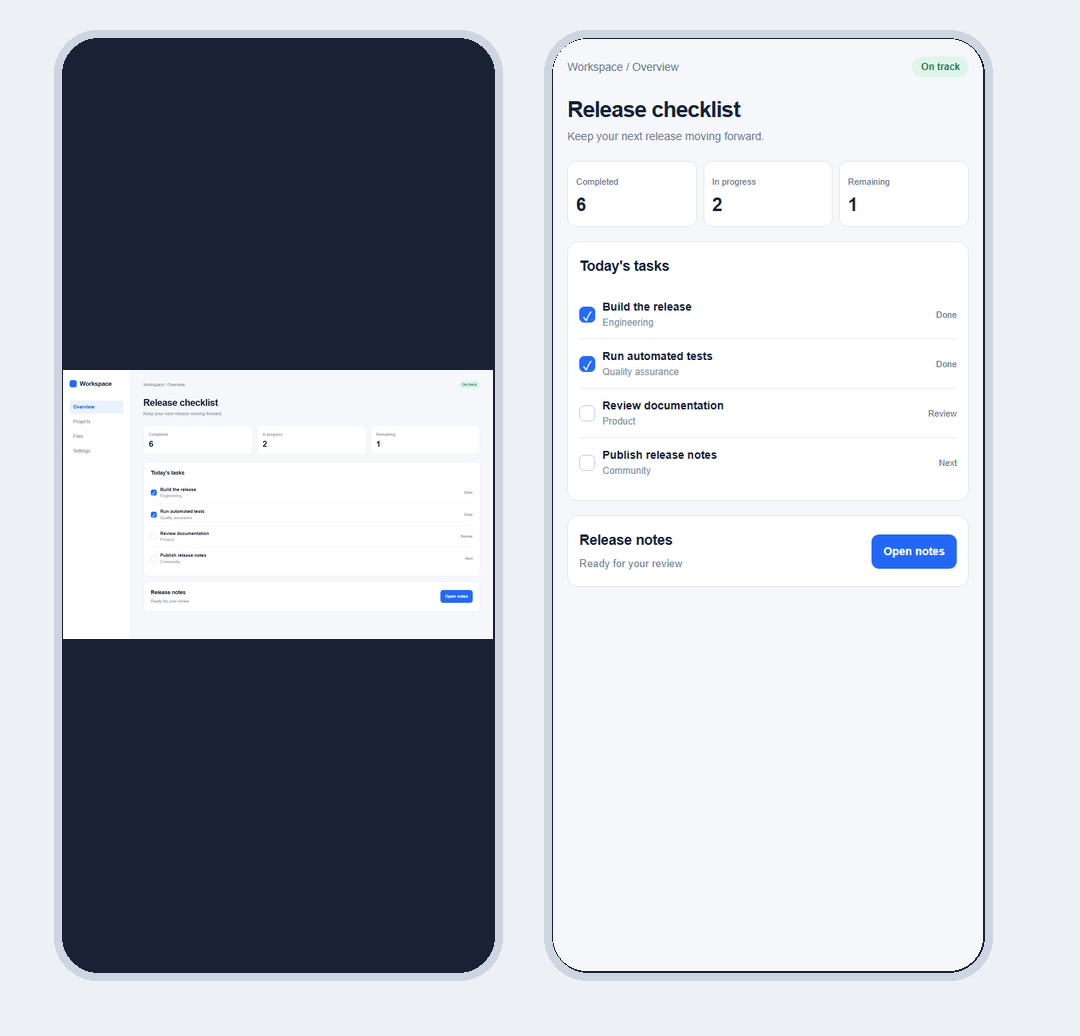 Workspace
Overview
Projects
Files
Settings
Workspace / Overview
On track
Release checklist
Keep your next release moving forward.
Completed
6
In progress
2
Remaining
1
Today's tasks
Build the release
Engineering
Done
Run automated tests
Quality assurance
Done
Review documentation
Product
Review
Publish release notes
Community
Next
Release notes
Ready for your review
Open notes
Workspace / Overview
On track
Release checklist
Keep your next release moving forward.
Completed
6
In progress
2
Remaining
1
Today's tasks
Build the release
Engineering
Done
Run automated tests
Quality assurance
Done
Review documentation
Product
Review
Publish release notes
Community
Next
Release notes
Ready for your review
Open notes